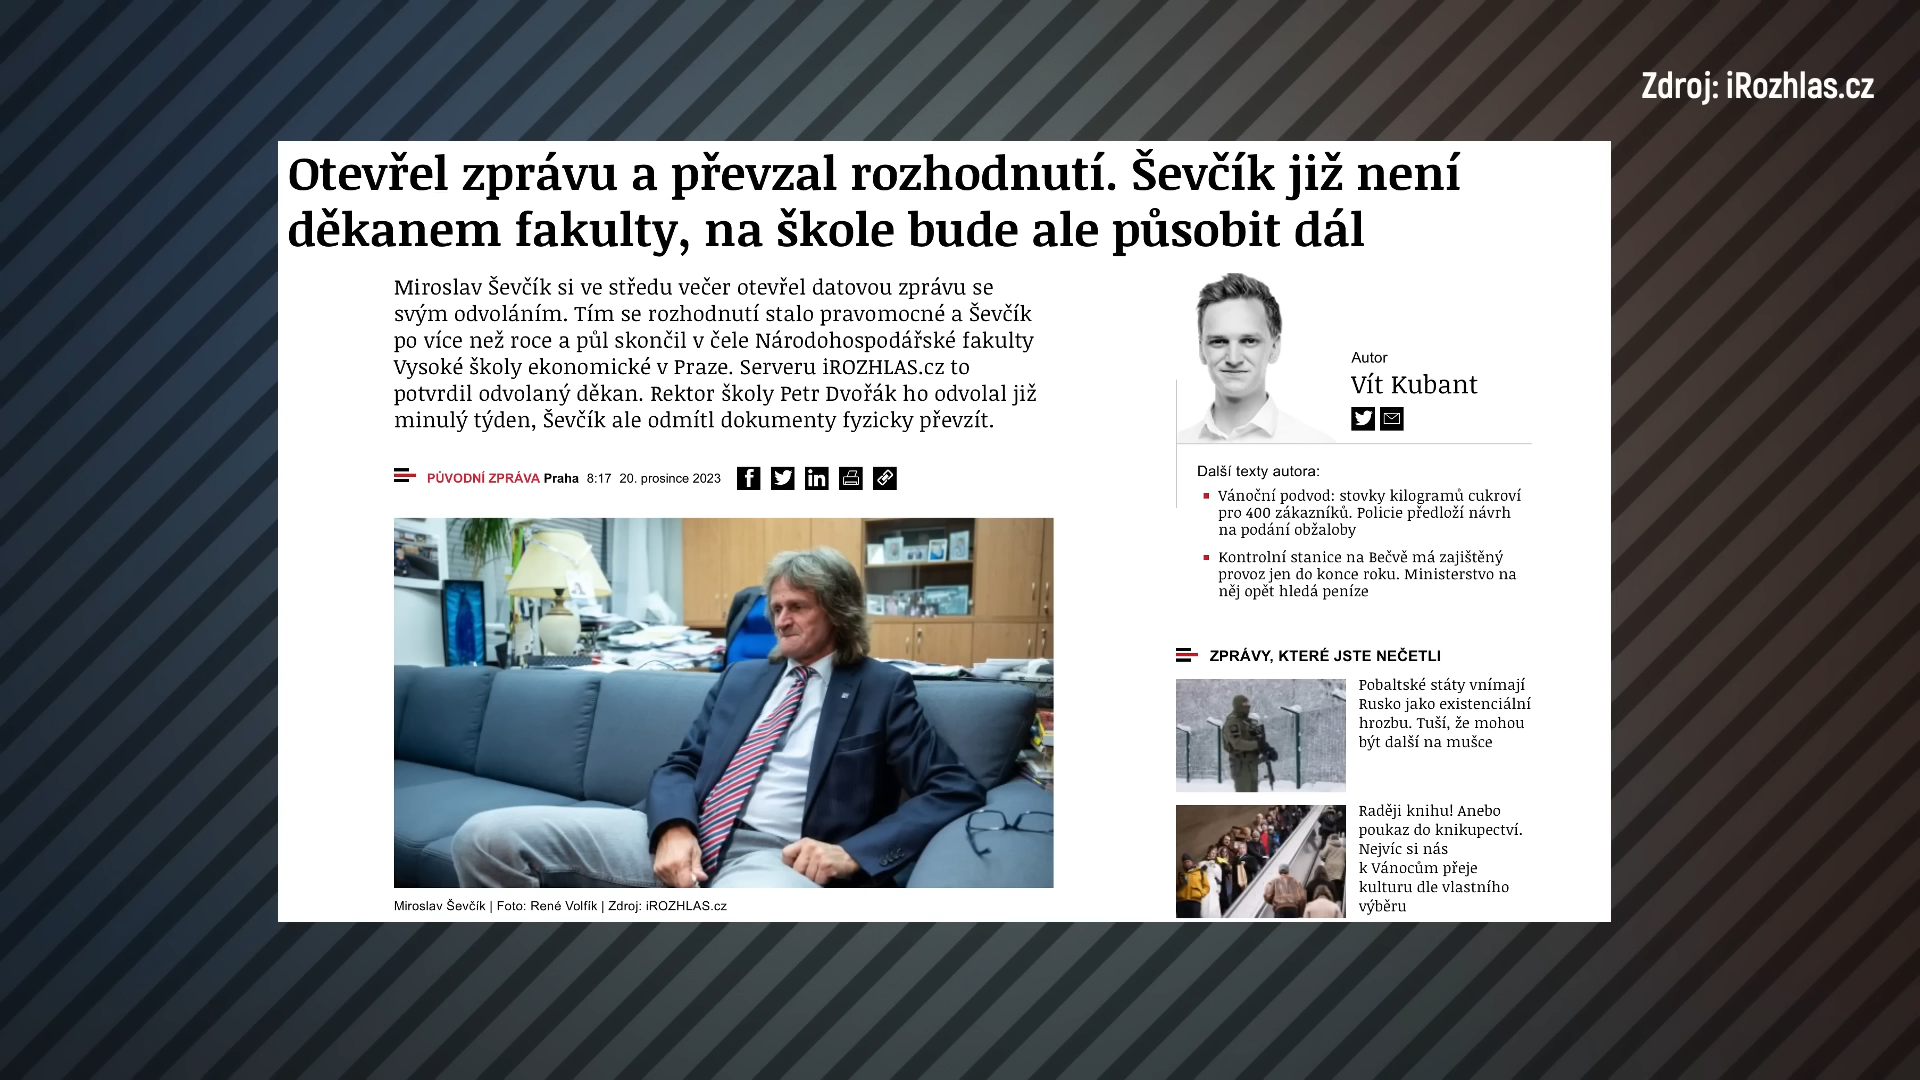 Zdroj: iRozhlas.cz
Otevřel zprávu a převzal rozhodnutí. Ševčík již není
děkanem fakulty, na škole bude ale působit dál
Miroslav Ševčík si ve středu večer otevřel datovou zprávu se
svým odvoláním. Tím se rozhodnutí stalo pravomocné a Ševčík
po více než roce a půl skončil v čele Národohospodářské fakulty
Vysoké školy ekonomické v Praze. Serveru iROZHLAS.cz to
potvrdil odvolaný děkan. Rektor školy Petr Dvořák ho odvolal již
minulý týden, Ševčík ale odmítl dokumenty fyzicky převzít.
PŮVODNÍ ZPRÁVA Praha 8:17 20. prosince 2023
Miroslav Ševčík | Foto: René Volfík | Zdroj: iROZHLAS.cz
Autor
Vít Kubant
Další texty autora:
Vánoční podvod: stovky kilogramů cukroví
pro 400 zákazníků. Policie předloží návrh
na podání obžaloby
Kontrolní stanice na Bečvě má zajištěný
provoz jen do konce roku. Ministerstvo na
něj opět hledá peníze
ZPRÁVY, KTERÉ JSTE NEČETLI
Pobaltské státy vnímají
Rusko jako existenciální
hrozbu. Tuší, že mohou
být další na mušce
Raději knihu! Anebo
poukaz do knikupectví.
Nejvíc si nás
k Vánocům přeje
kulturu dle vlastního
výběru